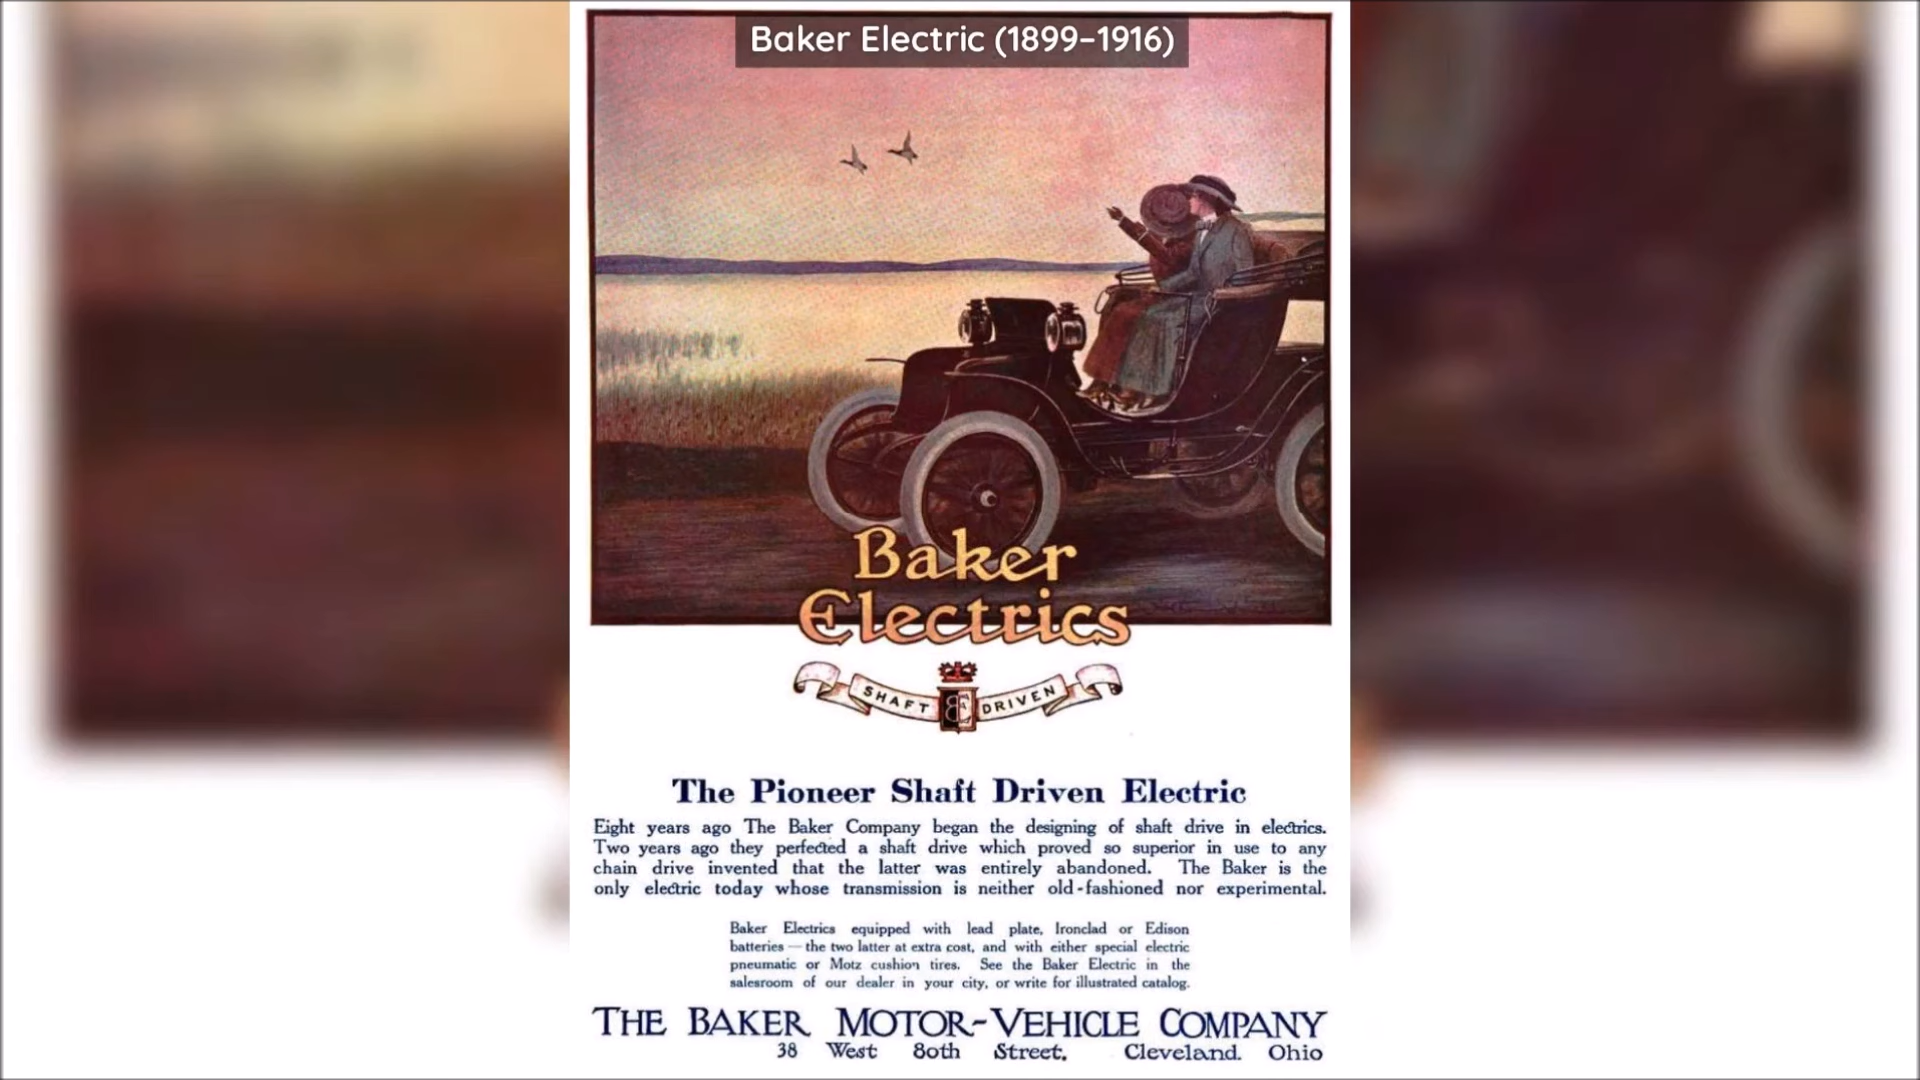 Baker Electric (1899–1916)
Baker
Electrics
SHAFT DRIVEN
The Pioneer Shaft Driven Electric
Eight years ago The Baker Company began the designing of shaft drive in electrics.
Two years ago they perfected a shaft drive which proved so superior in use to any
chain drive invented that the latter was entirely abandoned. The Baker is the
only electric today whose transmission is neither old-fashioned nor experimental.
Baker Electrics equipped with lead plate, Ironclad or Edison
batteries — the two latter at extra cost, and with either special electric
pneumatic or Motz cushion tires. See the Baker Electric in the
salesroom of our dealer in your city, or write for illustrated catalog.
THE BAKER MOTOR-VEHICLE COMPANY
38 West 80th Street, Cleveland. Ohio